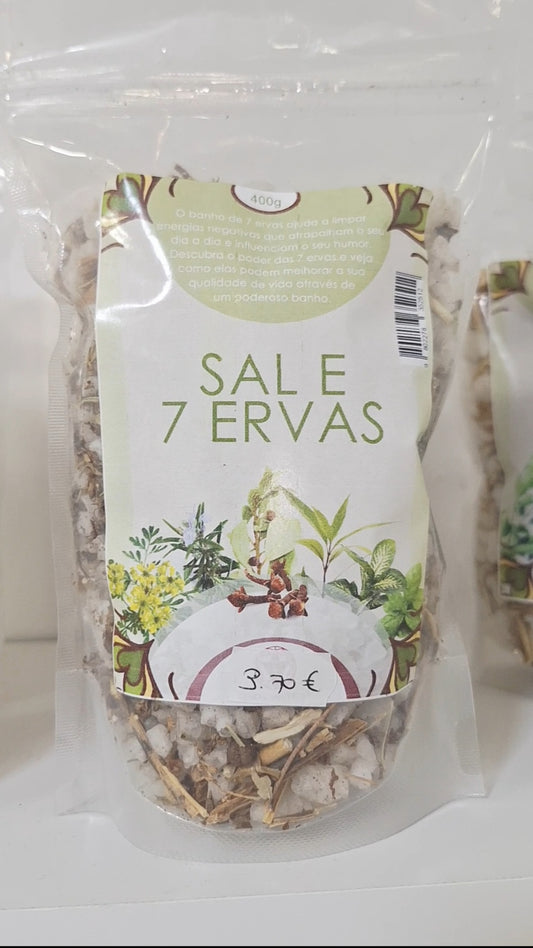 400g
O banho de 7 ervas ajuda a limpar
energias negativas que atrapalham o seu
dia a dia e influenciam o seu humor.
Descubra o poder das 7 ervas e veja
como elas podem melhorar a sua
qualidade de vida através de
um poderoso banho.
SAL E
7 ERVAS
3.70€